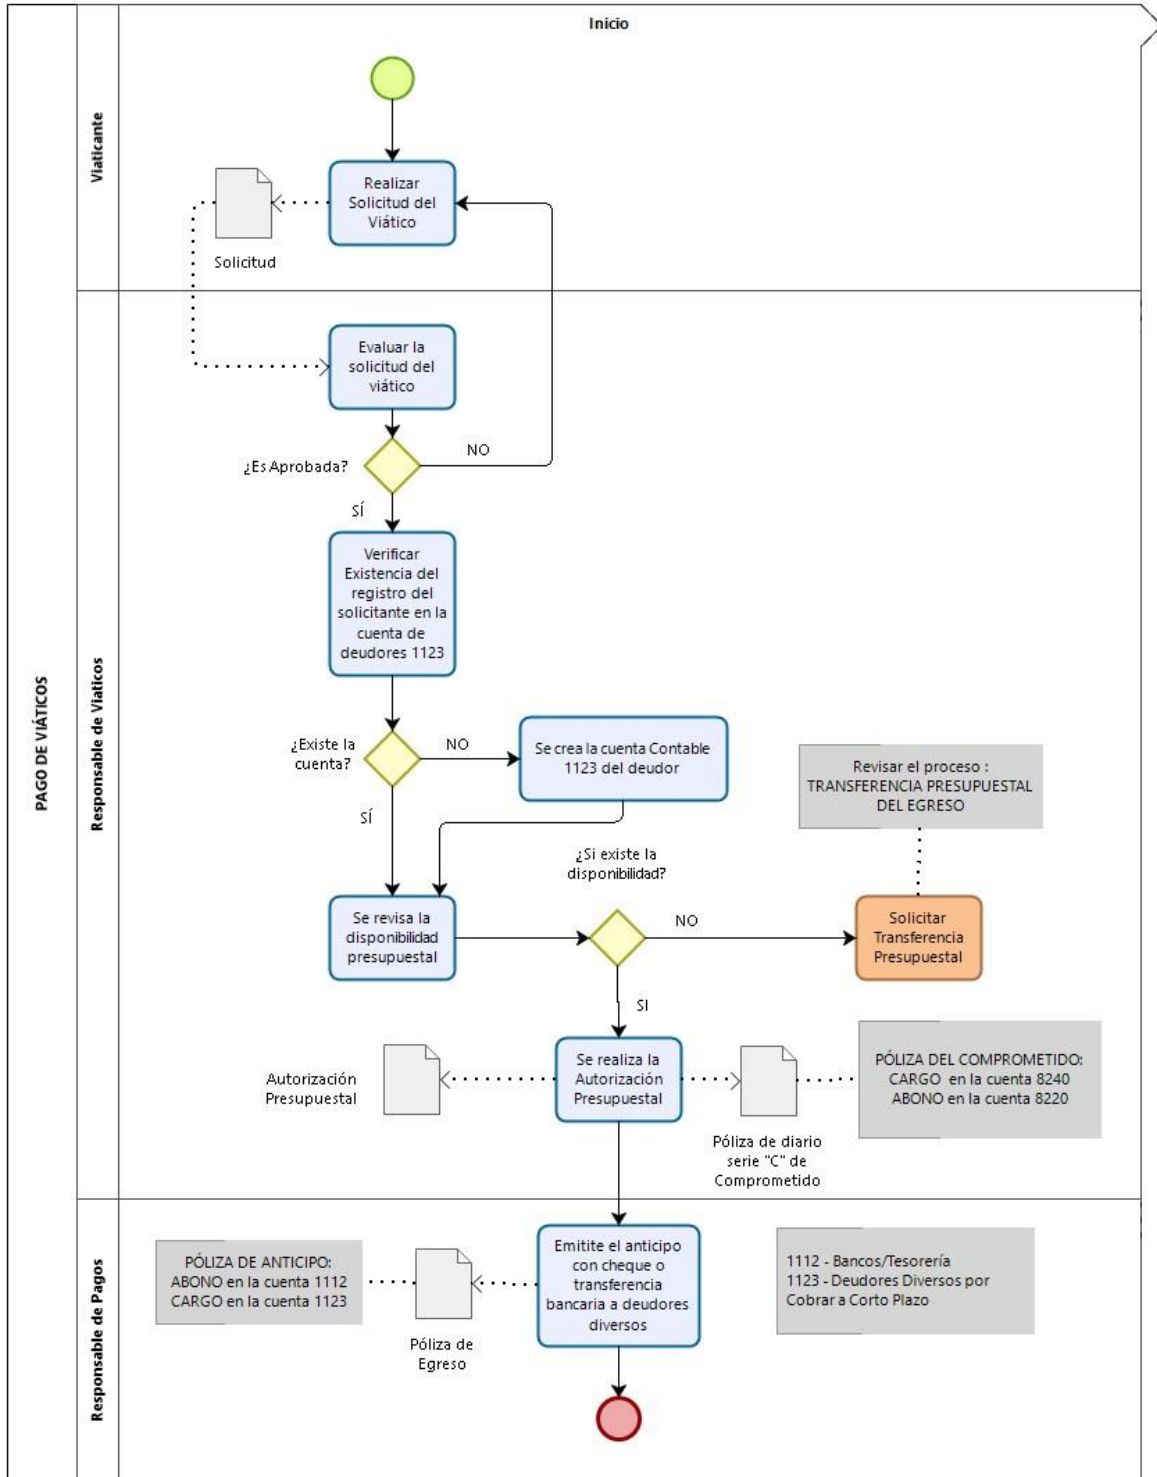 Inicio
PAGO DE VIÁTICOS
Viaticante
Realizar
Solicitud del
Viático
Solicitud
Responsable de Viaticos
Evaluar la
solicitud del
viático
¿Es Aprobada?
NO
SÍ
Verificar
Existencia del
registro del
solicitante en la
cuenta de
deudores 1123
¿Existe la
cuenta?
NO
Se crea la cuenta Contable
1123 del deudor
SÍ
Revisar el proceso :
TRANSFERENCIA PRESUPUESTAL
DEL EGRESO
¿Si existe la
disponibilidad?
Se revisa la
disponibilidad
presupuestal
NO
Solicitar
Transferencia
Presupuestal
SI
Autorización
Presupuestal
Se realiza la
Autorización
Presupuestal
Póliza de diario
serie "C" de
Comprometido
PÓLIZA DEL COMPROMETIDO:
CARGO en la cuenta 8240
ABONO en la cuenta 8220
Responsable de Pagos
PÓLIZA DE ANTICIPO:
ABONO en la cuenta 1112
CARGO en la cuenta 1123
Póliza de
Egreso
Emitite el anticipo
con cheque o
transferencia
bancaria a deudores
diversos
1112 - Bancos/Tesorería
1123 - Deudores Diversos por
Cobrar a Corto Plazo